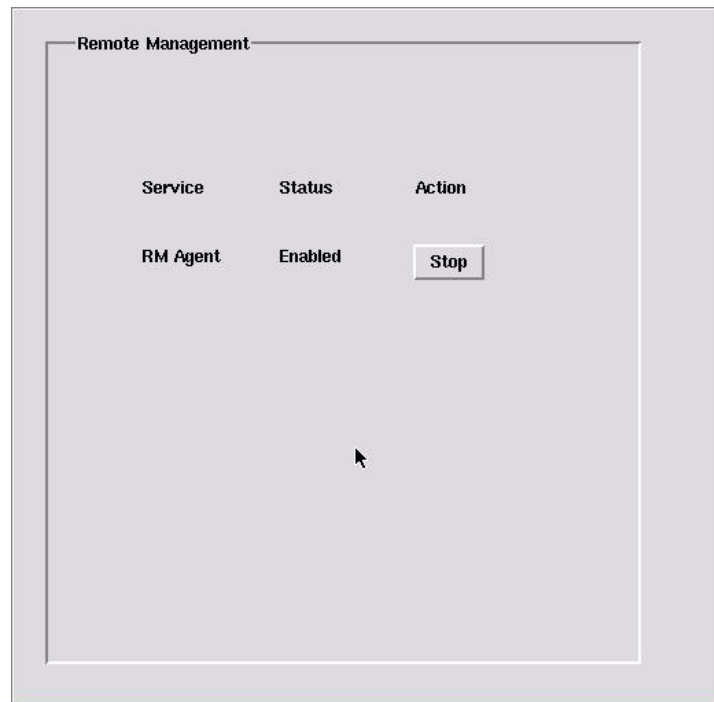 Remote Management
Service Status Action
RM Agent Enabled Stop